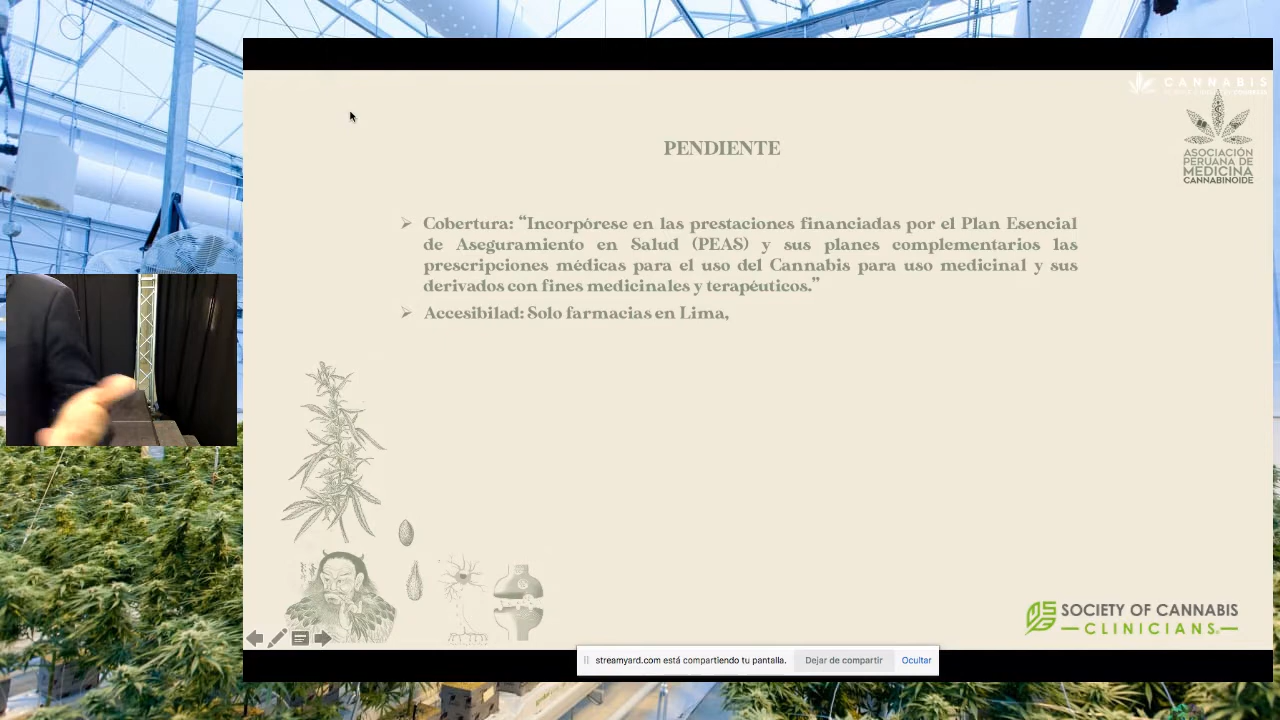 CANNABIS
ASOCIACIÓN
PERUANA DE
MEDICINA
CANNABINOIDE
PENDIENTE
Cobertura: “Incorpórese en las prestaciones financiadas por el Plan Esencial
de Aseguramiento en Salud (PEAS) y sus planes complementarios las
prescripciones médicas para el uso del Cannabis para uso medicinal y sus
derivados con fines medicinales y terapéuticos.”
Accesibilad: Solo farmacias en Lima,
SOCIETY OF CANNABIS
CLINICIANS
streamyard.com está compartiendo tu pantalla. Dejar de compartir Ocultar